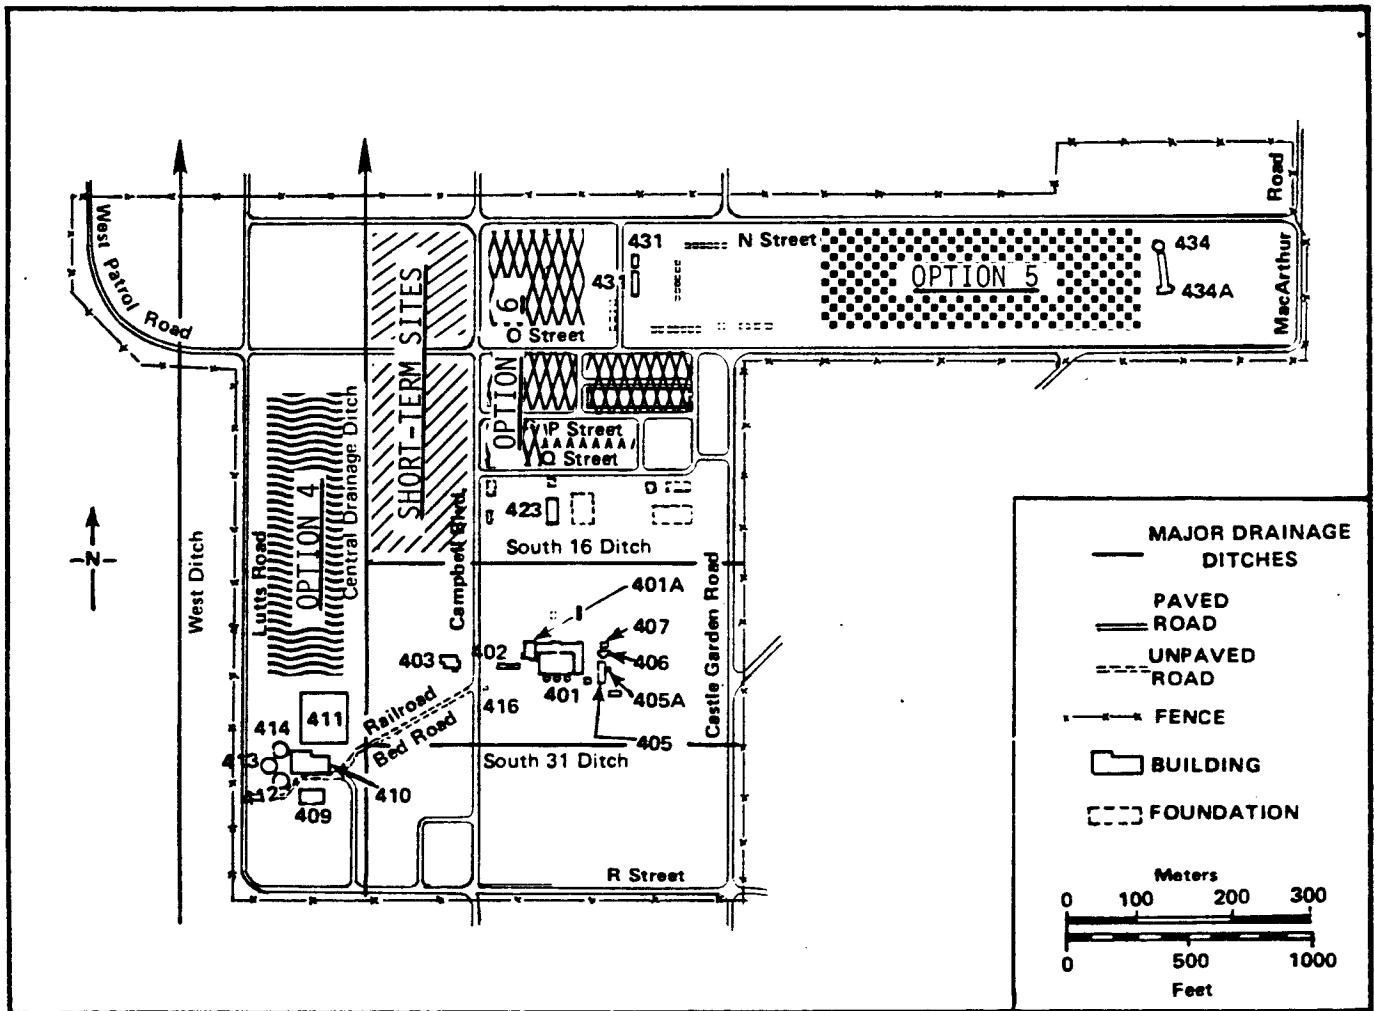 West Patrol Road
Road
MacArthur
431
N Street
434
431
434A
OPTION 5
SHORT-TERM SITES
OPTION 6
O Street
P Street
Q Street
OPTION 4
Central Drainage Ditch
Lutts Road
West Ditch
-N-
Campbell Blvd.
423
South 16 Ditch
Castle Garden Road
401A
407
403
402
406
401
405A
416
405
411
Railroad
Bed Road
414
413
412
410
409
South 31 Ditch
R Street
MAJOR DRAINAGE
DITCHES
PAVED
ROAD
UNPAVED
ROAD
FENCE
BUILDING
FOUNDATION
Meters
0 100 200 300
0 500 1000
Feet